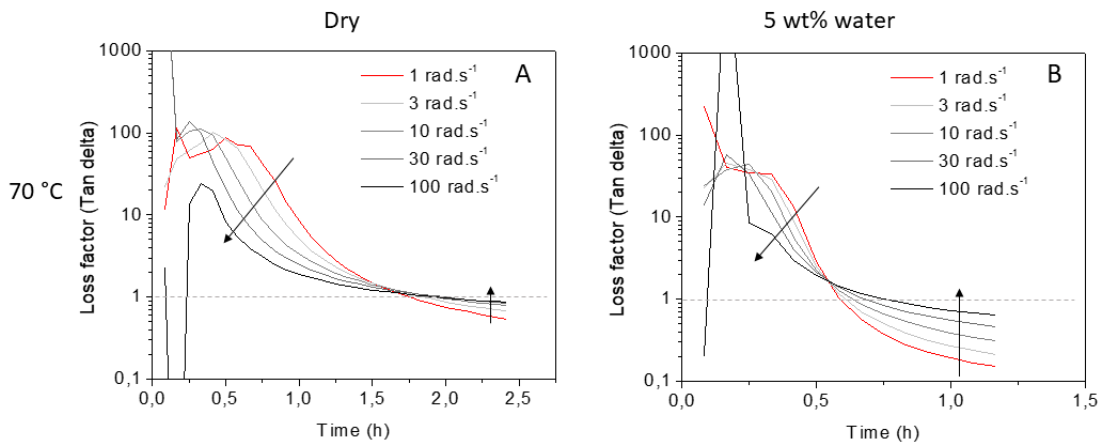 Dry
5 wt% water
70 °C
A
Loss factor (Tan delta)
1000
100
10
1
0,1
1 rad.s⁻¹
3 rad.s⁻¹
10 rad.s⁻¹
30 rad.s⁻¹
100 rad.s⁻¹
0,0 0,5 1,0 1,5 2,0 2,5
Time (h)
B
Loss factor (Tan delta)
1000
100
10
1
0,1
1 rad.s⁻¹
3 rad.s⁻¹
10 rad.s⁻¹
30 rad.s⁻¹
100 rad.s⁻¹
0,0 0,5 1,0 1,5
Time (h)